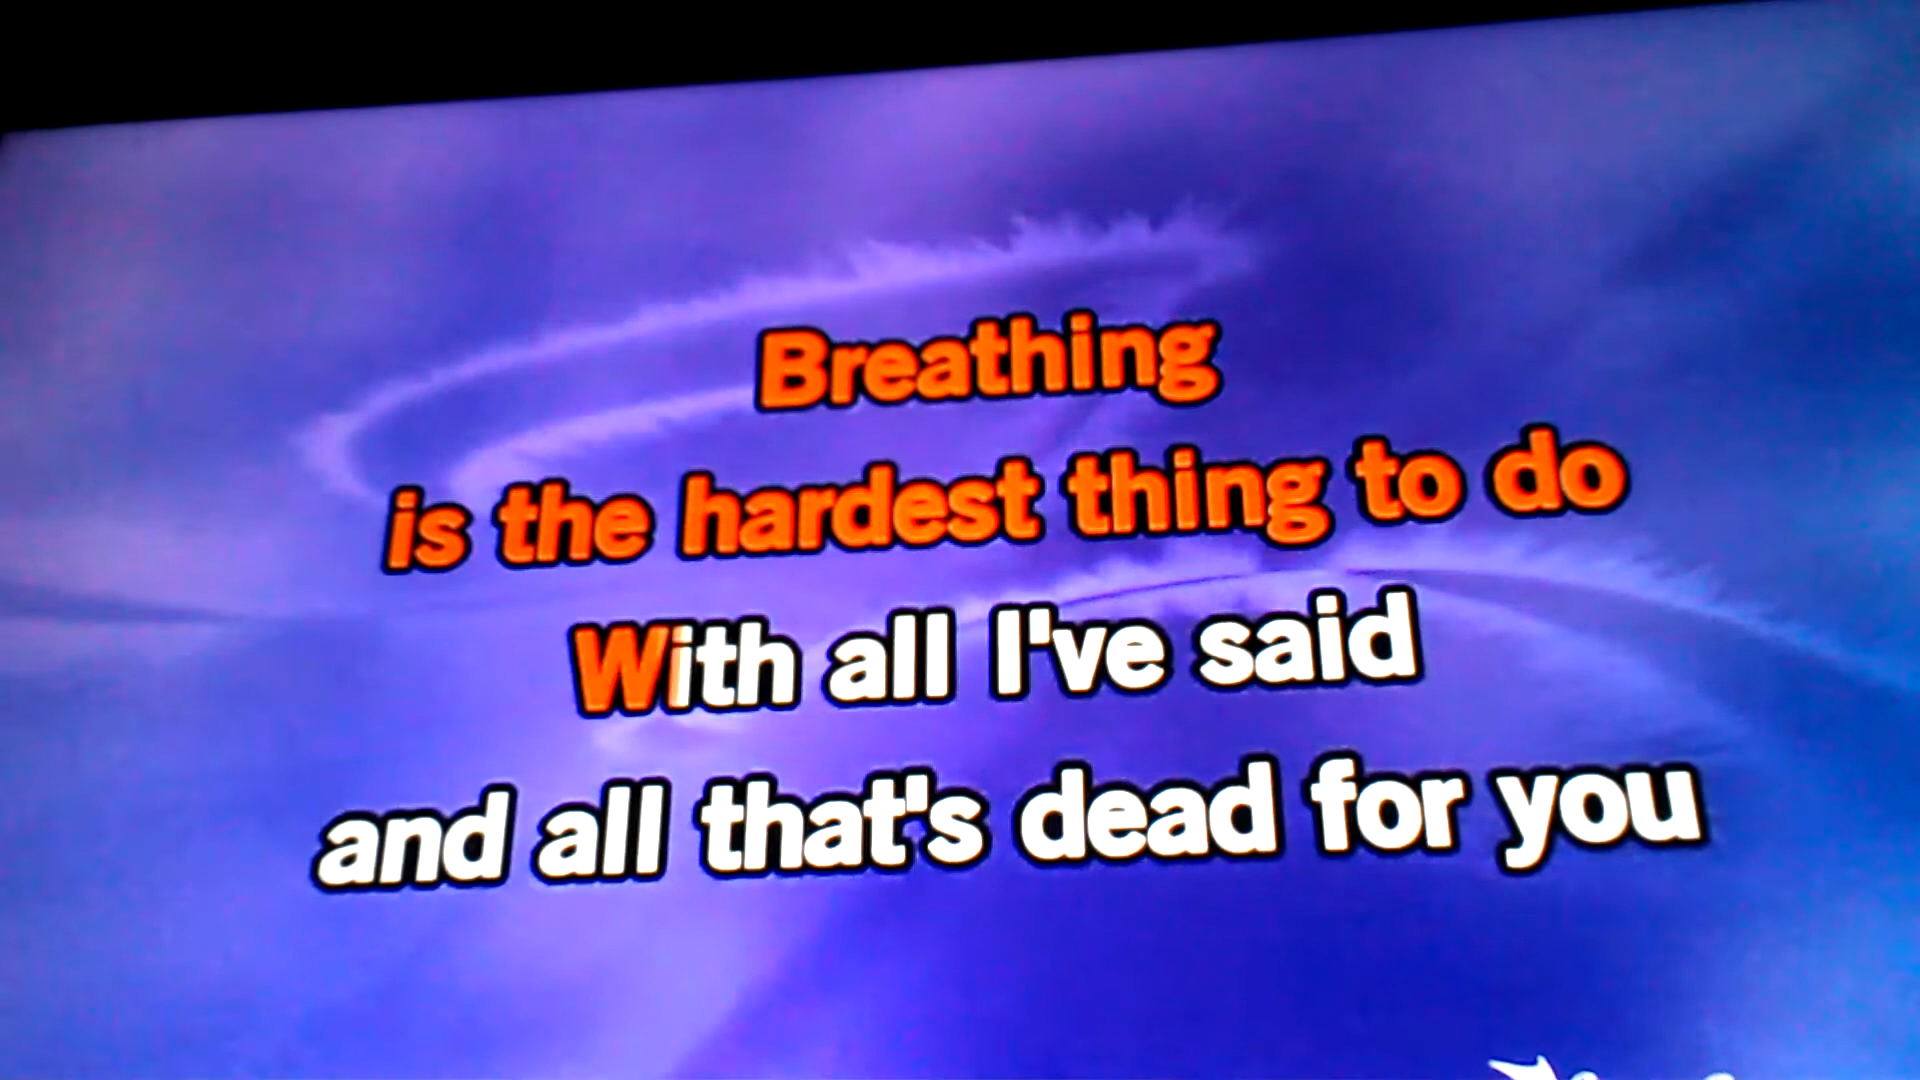 Breathing
is the hardest thing to do
With all I've said
and all that's dead for you